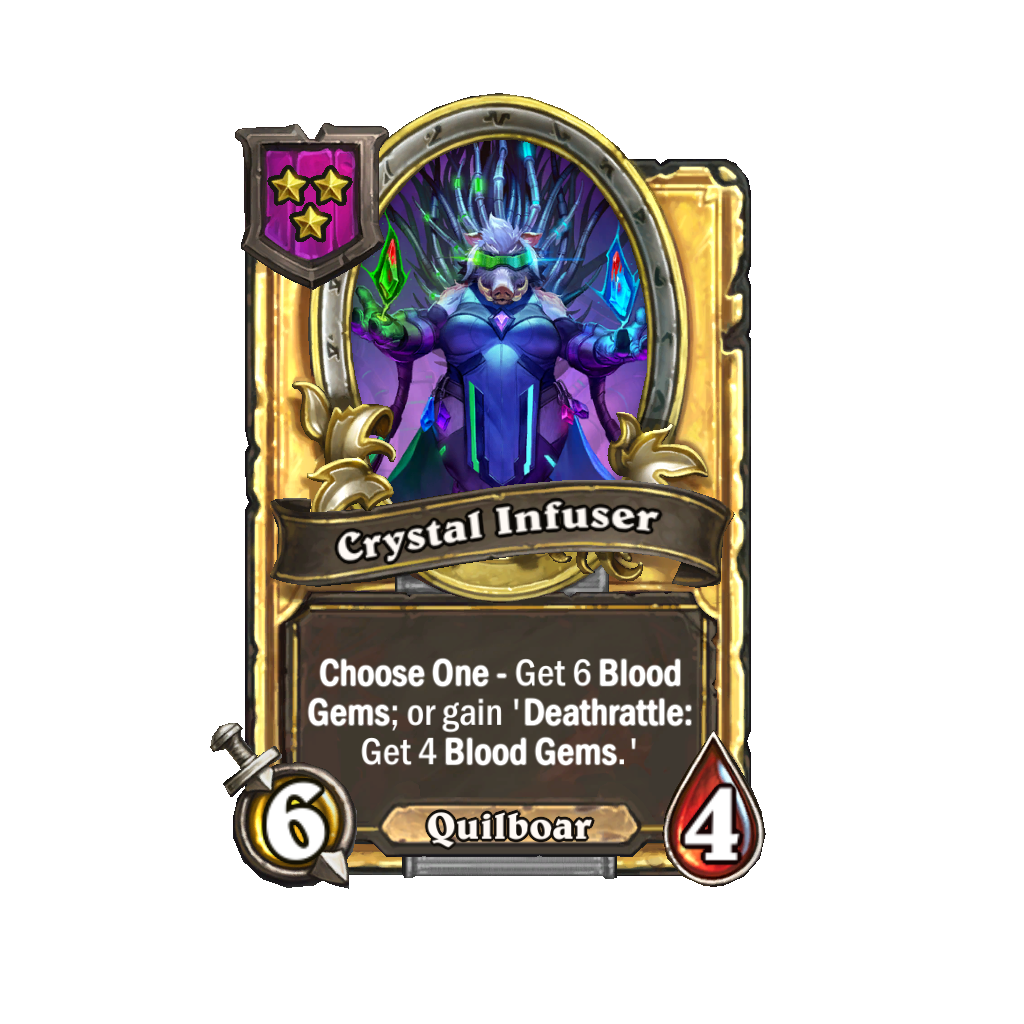 Crystal Infuser
Choose One - Get 6 Blood
Gems; or gain 'Deathrattle:
Get 4 Blood Gems.'
6
Quilboar
4